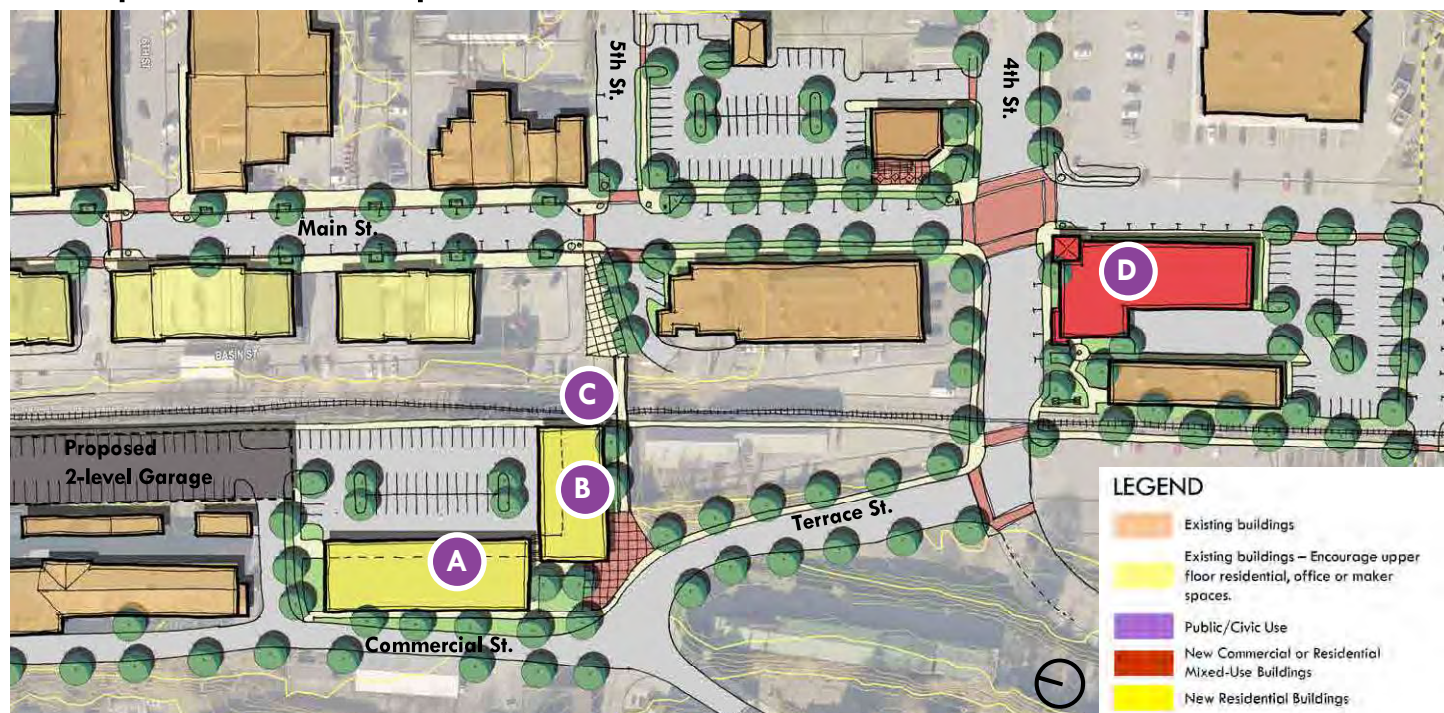 6TH ST
5th St.
4th St.
Main St.
D
BASIN ST
C
Proposed
2-level Garage
B
A
Terrace St.
Commercial St.
LEGEND
Existing buildings
Existing buildings – Encourage upper
floor residential, office or maker
spaces.
Public/Civic Use
New Commercial or Residential
Mixed-Use Buildings
New Residential Buildings